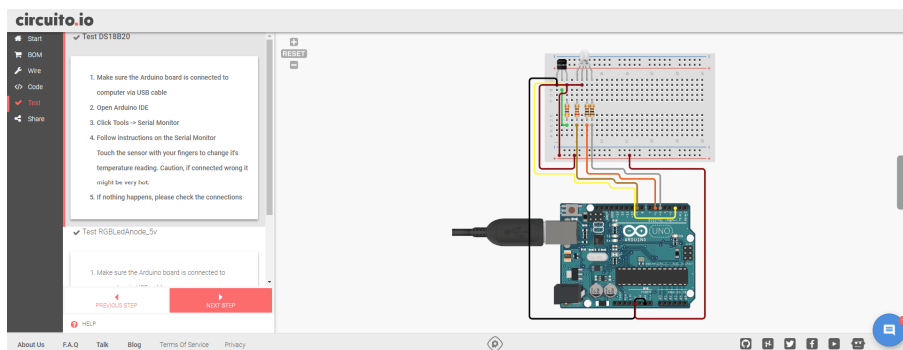 circuito.io
Start
BOM
Wire
Code
Test
Share
Test DS18B20
1. Make sure the Arduino board is connected to
computer via USB cable
2. Open Arduino IDE
3. Click Tools -> Serial Monitor
4. Follow instructions on the Serial Monitor
Touch the sensor with your fingers to change it's
temperature reading. Caution, if connected wrong it
might be very hot.
5. If nothing happens, please check the connections
Test RGBLedAnode_5v
1. Make sure the Arduino board is connected to
PREVIOUS STEP
NEXT STEP
HELP
RESET
UNO
ARDUINO
About Us
F.A.Q
Talk
Blog
Terms Of Service
Privacy